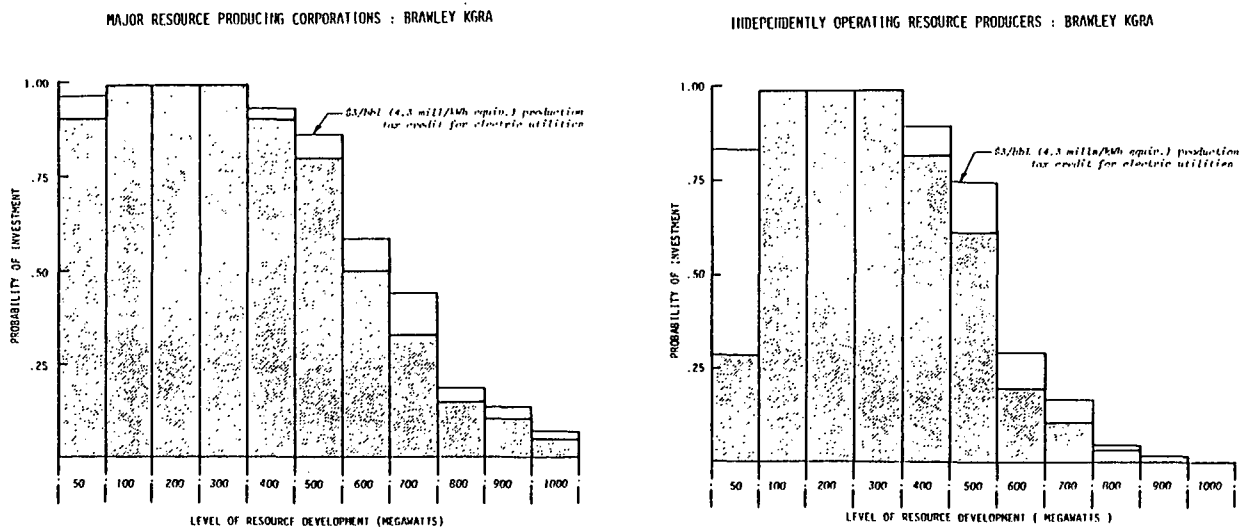 MAJOR RESOURCE PRODUCING CORPORATIONS : BRAWLEY KGRA
1.00
.75
.50
.25
PROBABILITY OF INVESTMENT
$3/bbl (4.3 mill/kWh equiv.) production
tax credit for electric utilities
50 100 200 300 400 500 600 700 800 900 1000
LEVEL OF RESOURCE DEVELOPMENT (MEGAWATTS)
INDEPENDENTLY OPERATING RESOURCE PRODUCERS : BRAWLEY KGRA
1.00
.75
.50
.25
PROBABILITY OF INVESTMENT
$3/bbl (4.3 mills/kWh equiv.) production
tax credit for electric utilities
50 100 200 300 400 500 600 700 800 900 1000
LEVEL OF RESOURCE DEVELOPMENT ( MEGAWATTS )